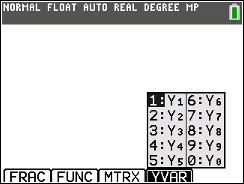 NORMAL FLOAT AUTO REAL DEGREE MP
1:Y₁ 6:Y₆
2:Y₂ 7:Y₇
3:Y₃ 8:Y₈
4:Y₄ 9:Y₉
5:Y₅ 0:Y₀
FRAC FUNC MTRX YVAR